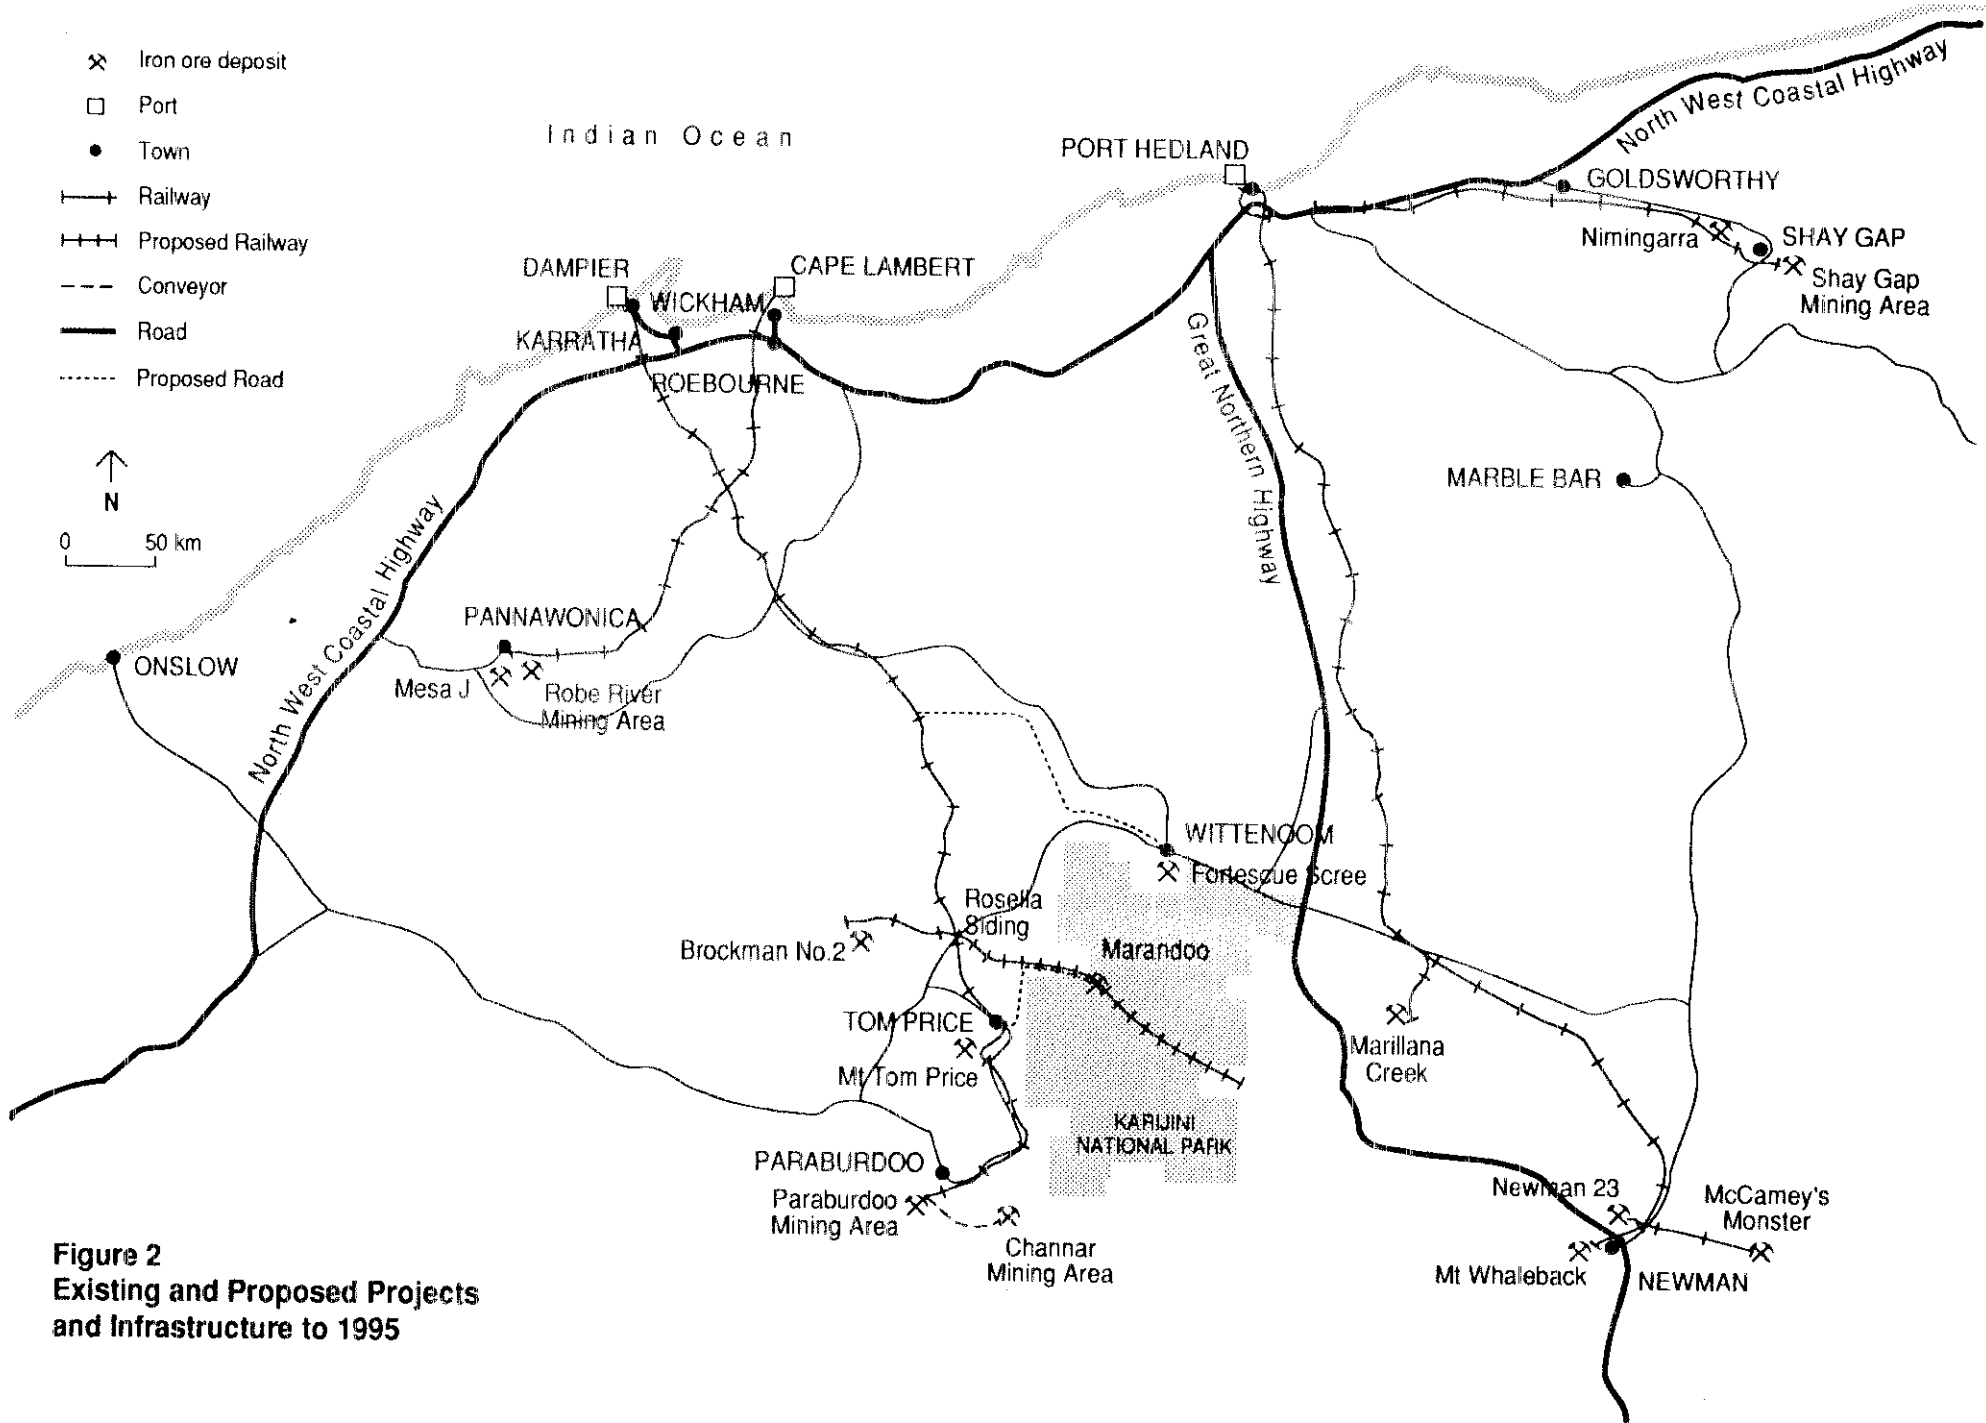 Iron ore deposit
Port
Town
Railway
Proposed Railway
Conveyor
Road
Proposed Road
N
0 50 km
Indian Ocean
PORT HEDLAND
North West Coastal Highway
GOLDSWORTHY
Nimingarra
SHAY GAP
Shay Gap
Mining Area
DAMPIER
CAPE LAMBERT
WICKHAM
KARRATHA
ROEBOURNE
Great Northern Highway
MARBLE BAR
North West Coastal Highway
PANNAWONICA
ONSLOW
North West Coastal Highway
Mesa J
Robe River
Mining Area
WITTENOOM
Fortescue Scree
Rosella
Siding
Brockman No.2
Marandoo
TOM PRICE
Mt Tom Price
Marillana
Creek
KARIJINI
NATIONAL PARK
PARABURDOO
Paraburdoo
Mining Area
Channar
Mining Area
Newman 23
McCamey's
Monster
Mt Whaleback
NEWMAN
Figure 2
Existing and Proposed Projects
and Infrastructure to 1995